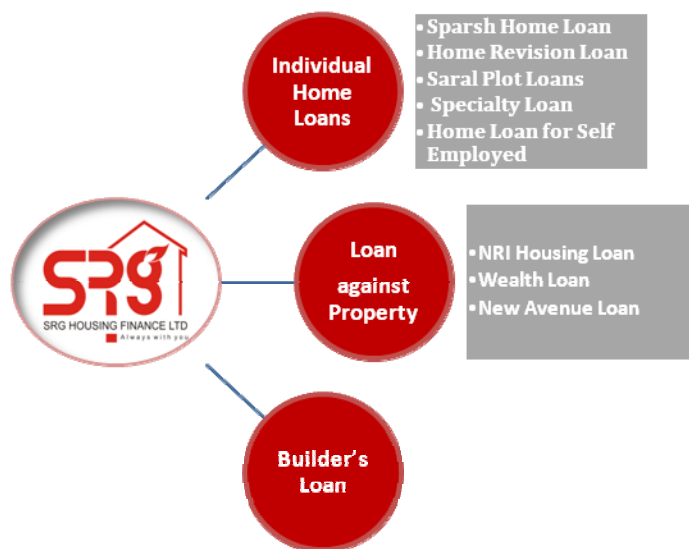 Individual
Home
Loans
• Sparsh Home Loan
• Home Revision Loan
• Saral Plot Loans
• Specialty Loan
• Home Loan for Self
Employed
SRg
SRG HOUSING FINANCE LTD
Always with you
Loan
against
Property
• NRI Housing Loan
• Wealth Loan
• New Avenue Loan
Builder's
Loan